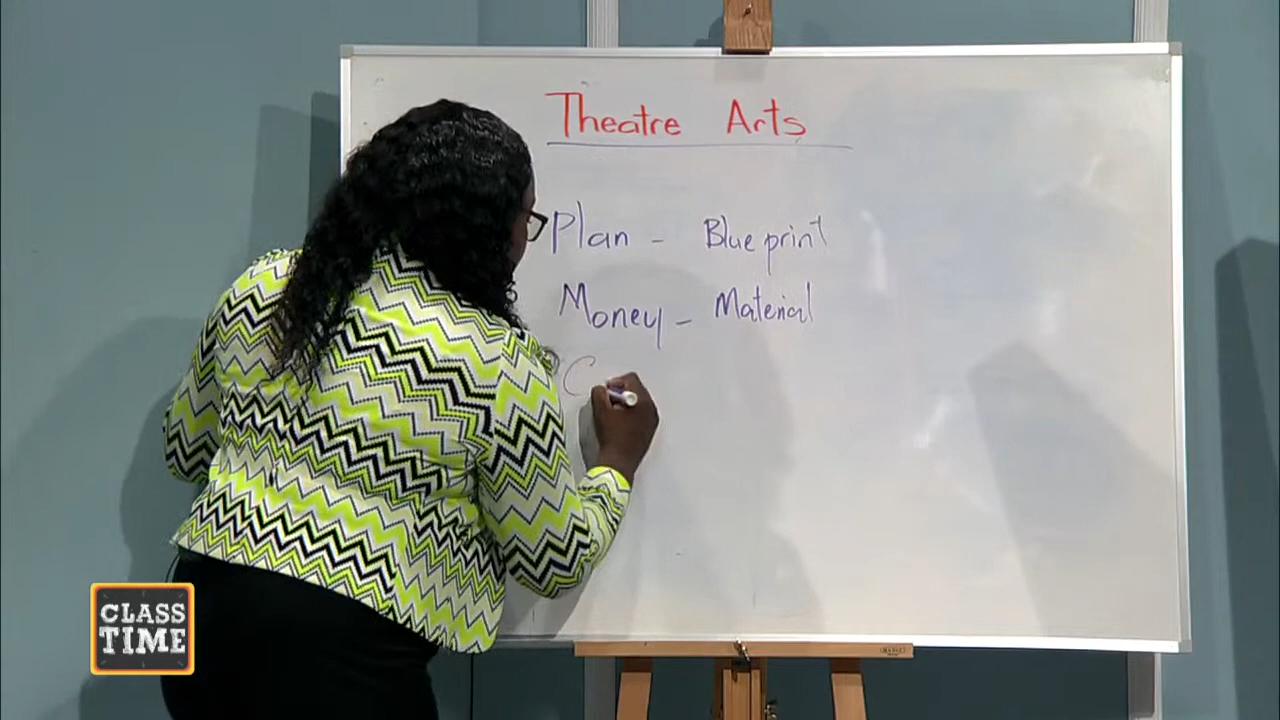 Theatre Arts
Plan - Blue print
Money - Material
C
CLASS
TIME